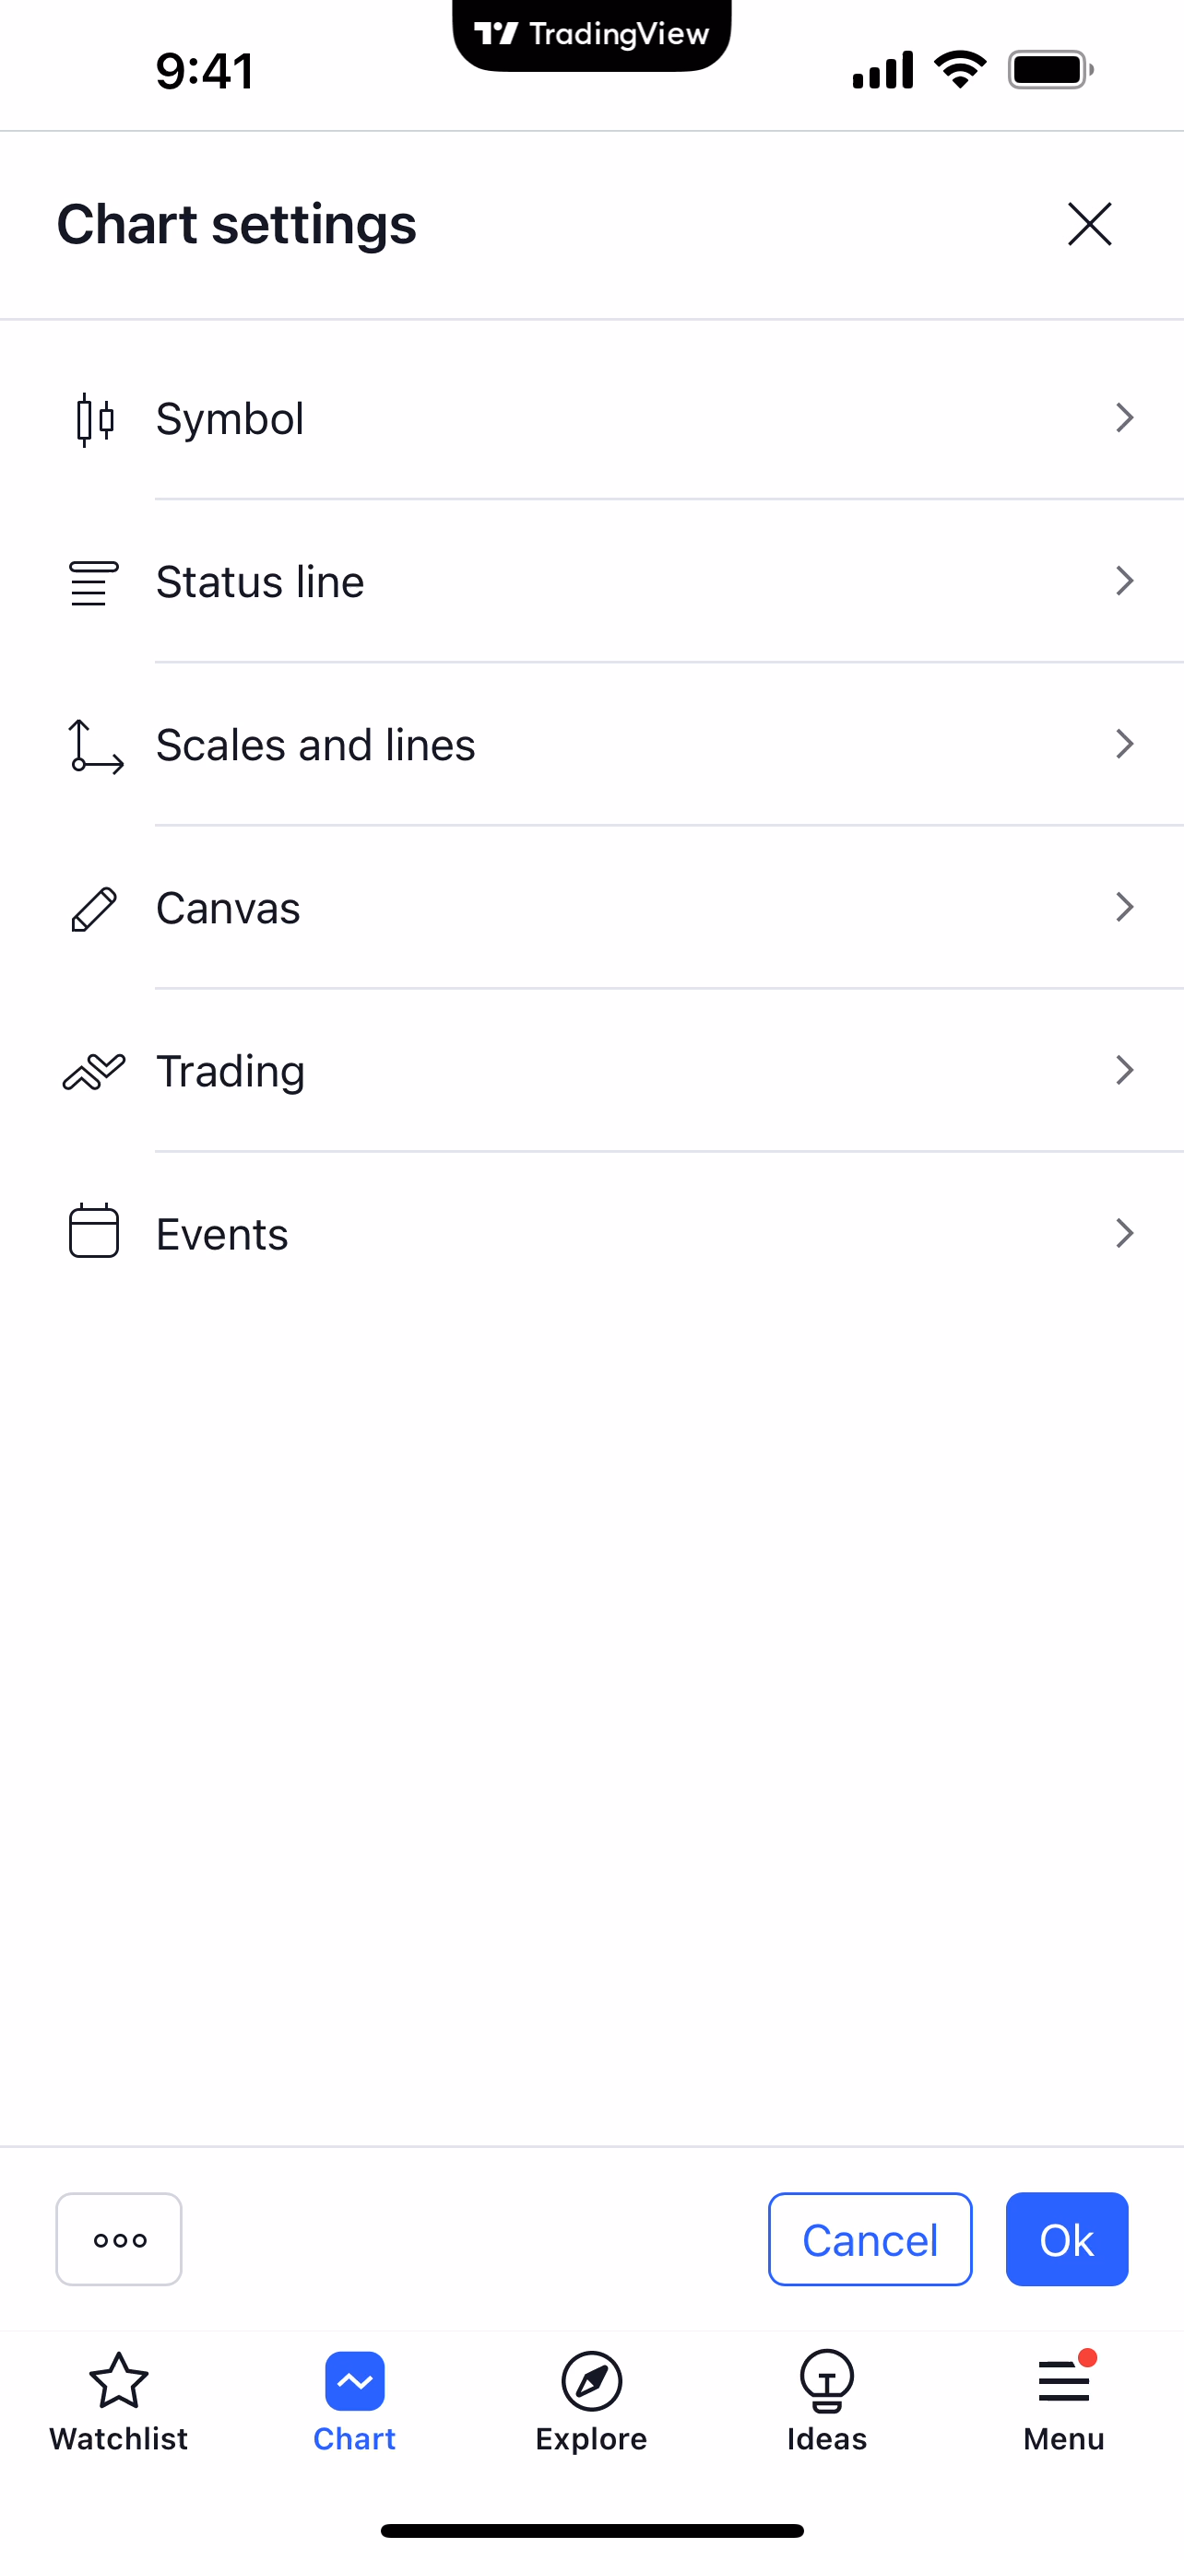 9:41
TradingView
Chart settings
Symbol
Status line
Scales and lines
Canvas
Trading
Events
Cancel
Ok
Watchlist
Chart
Explore
Ideas
Menu